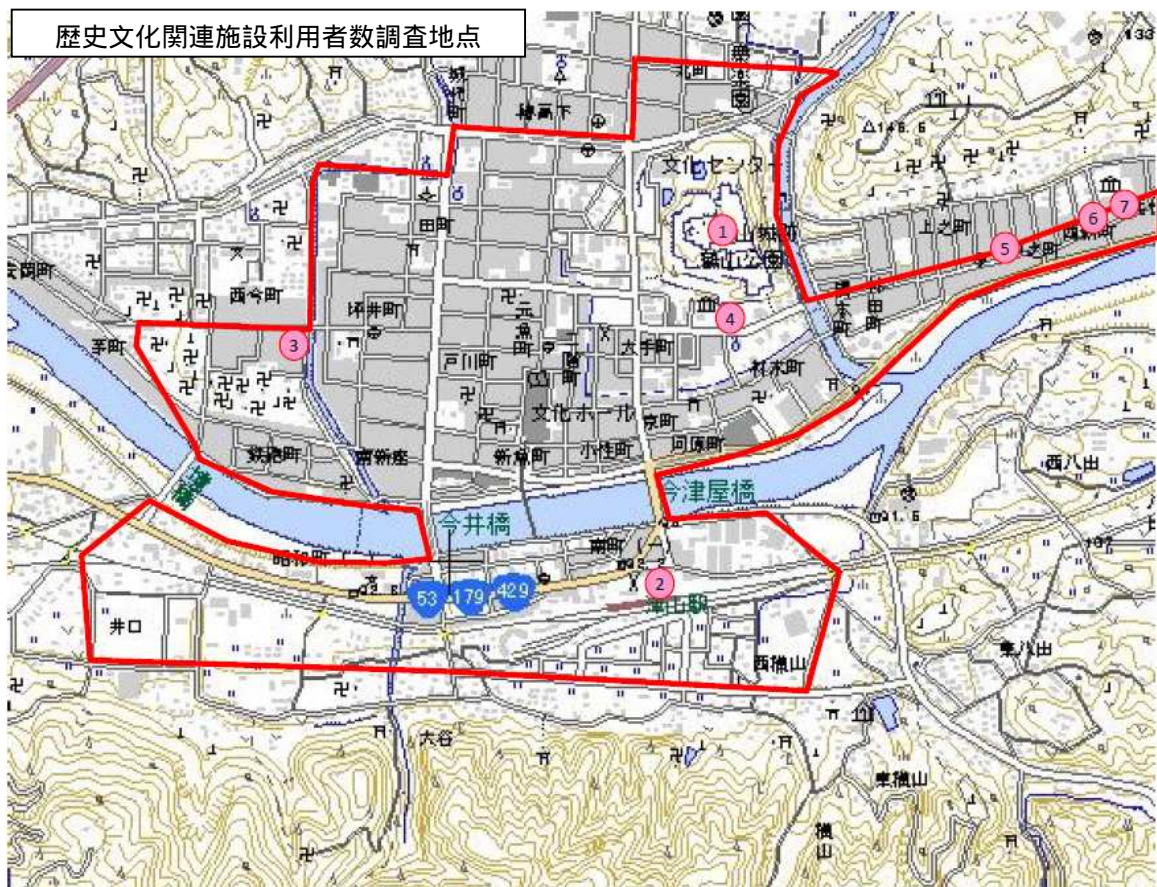 歴史文化関連施設利用者数調査地点
北町
文化センター
上之町
⑦
⑥
⑤
①
田町
西今町
坪井町
④
③
大手町
戸川町
材木町
文化ホール
京町
河原町
鉄砲町
南新座
新魚町
小性町
西八出
今津屋橋
今井橋
昭和町
南町
②
53
179
429
津山駅
井口
西横山
東八出
大谷
東横山
横山